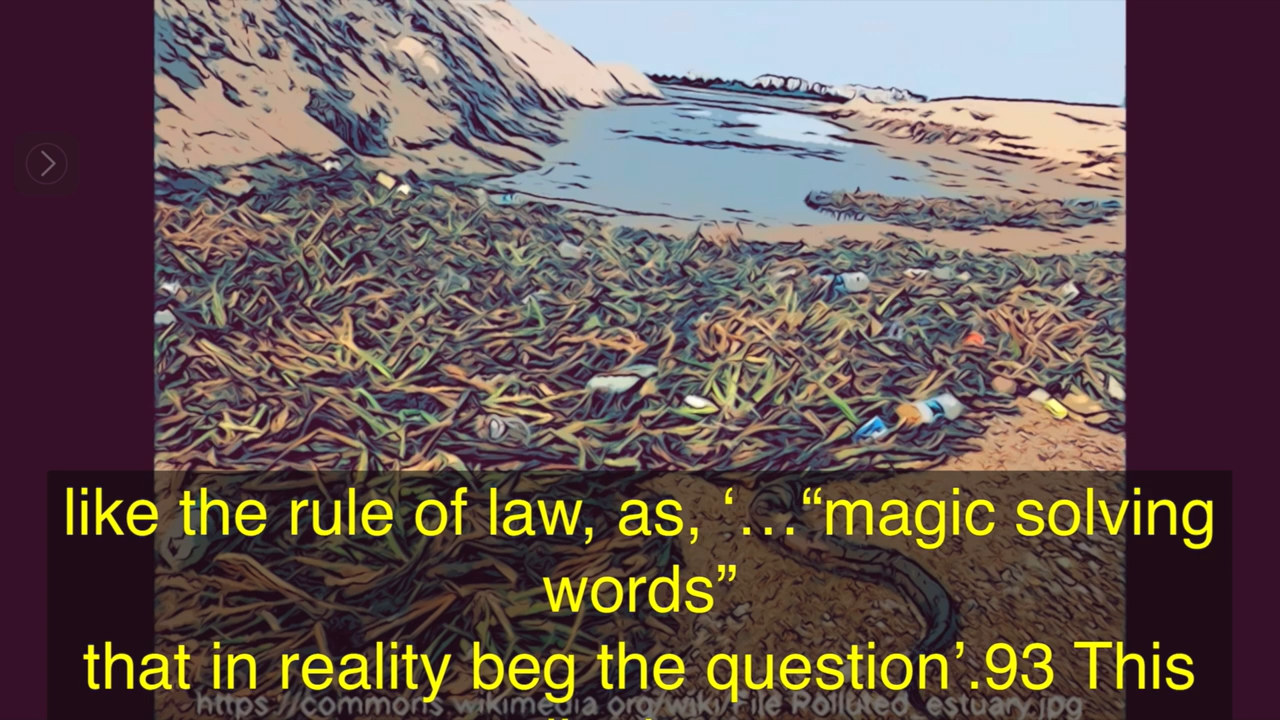 like the rule of law, as, ‘…“magic solving
words”
that in reality beg the question’.93 This
https://commons.wikimedia.org/wiki/File Polluted_estuary.jpg